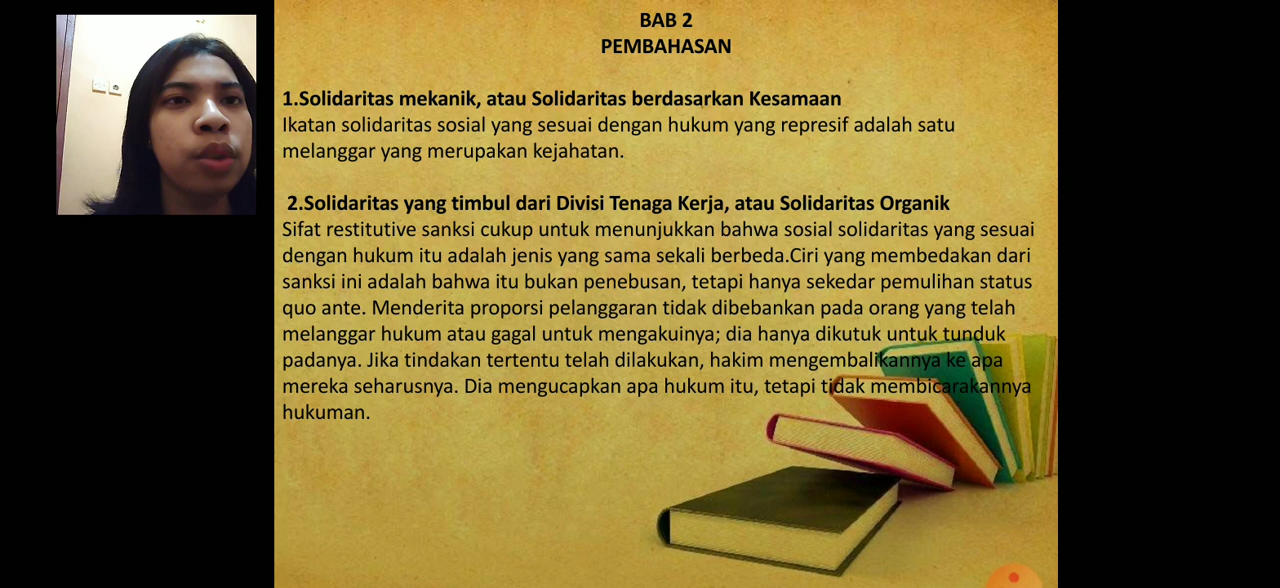 BAB 2
PEMBAHASAN
1.Solidaritas mekanik, atau Solidaritas berdasarkan Kesamaan
Ikatan solidaritas sosial yang sesuai dengan hukum yang represif adalah satu
melanggar yang merupakan kejahatan.
2.Solidaritas yang timbul dari Divisi Tenaga Kerja, atau Solidaritas Organik
Sifat restitutive sanksi cukup untuk menunjukkan bahwa sosial solidaritas yang sesuai
dengan hukum itu adalah jenis yang sama sekali berbeda.Ciri yang membedakan dari
sanksi ini adalah bahwa itu bukan penebusan, tetapi hanya sekedar pemulihan status
quo ante. Menderita proporsi pelanggaran tidak dibebankan pada orang yang telah
melanggar hukum atau gagal untuk mengakuinya; dia hanya dikutuk untuk tunduk
padanya. Jika tindakan tertentu telah dilakukan, hakim mengembalikannya ke apa
mereka seharusnya. Dia mengucapkan apa hukum itu, tetapi tidak membicarakannya
hukuman.